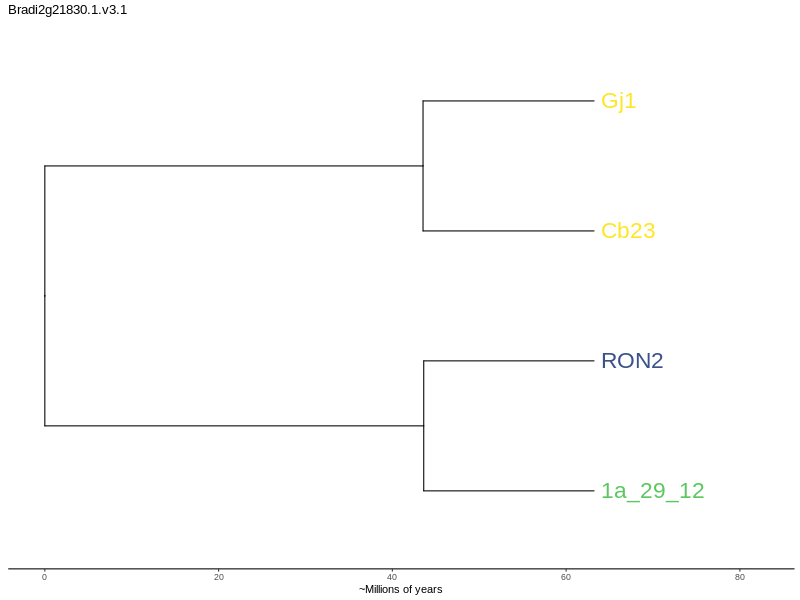 Bradi2g21830.1.v3.1
Gj1
Cb23
RON2
1a_29_12
0 20 40 60 80
~Millions of years